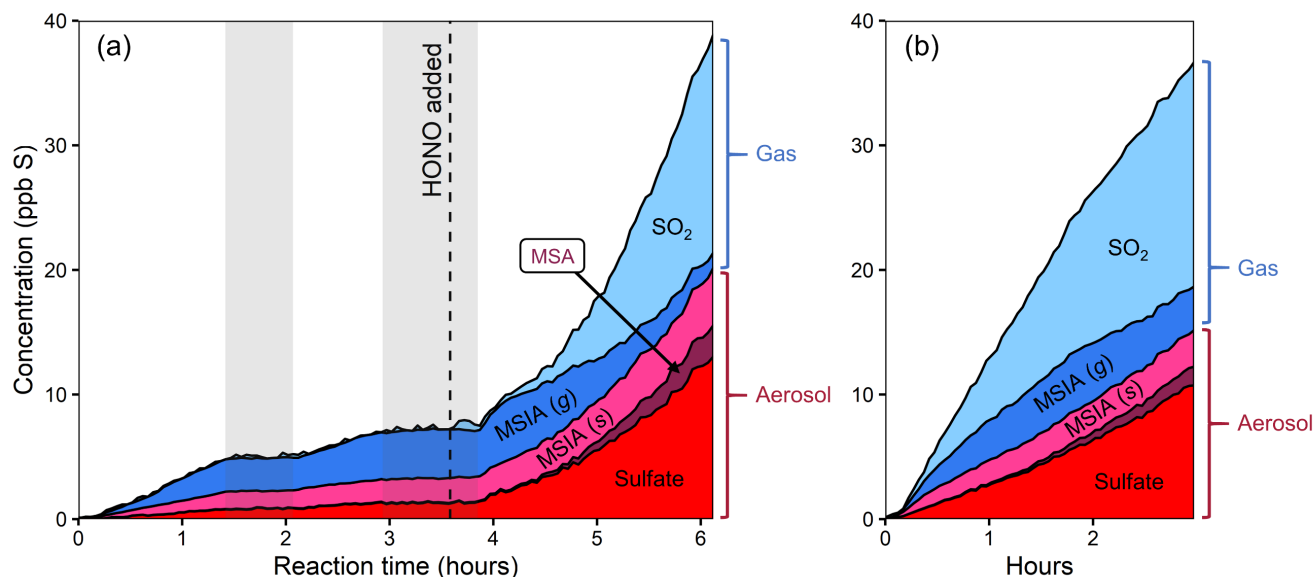 (a)
40
30
20
10
0
Concentration (ppb S)
HONO added
MSA
SO₂
MSIA (g)
MSIA (s)
Sulfate
Gas
Aerosol
0 1 2 3 4 5 6
Reaction time (hours)
(b)
40
30
20
10
0
SO₂
MSIA (g)
MSIA (s)
Sulfate
Gas
Aerosol
0 1 2
Hours